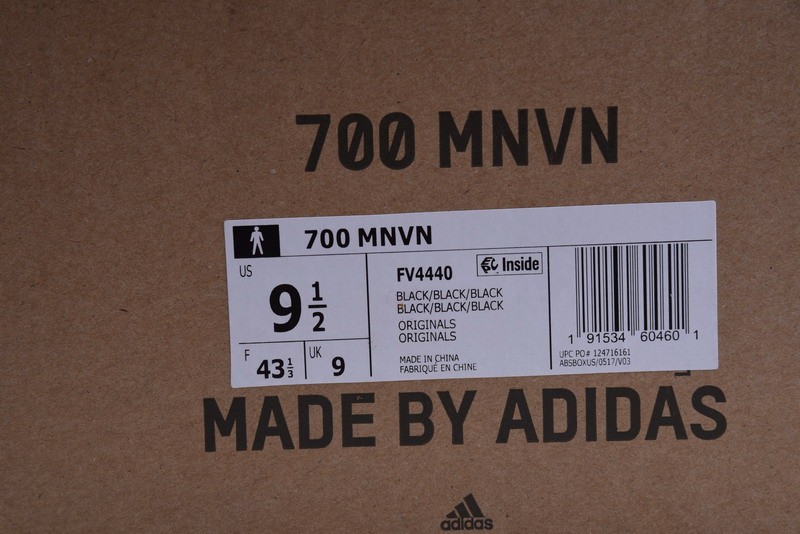 700 MNVN
700 MNVN
US
9 1/2
F
43 1/3
UK
9
FV4440
Inside
BLACK/BLACK/BLACK
BLACK/BLACK/BLACK
ORIGINALS
ORIGINALS
MADE IN CHINA
FABRIQUÉ EN CHINE
1 91534 60460 1
UPC PO# 124716161
ABSBOXUS/0517/V03
MADE BY ADIDAS
adidas